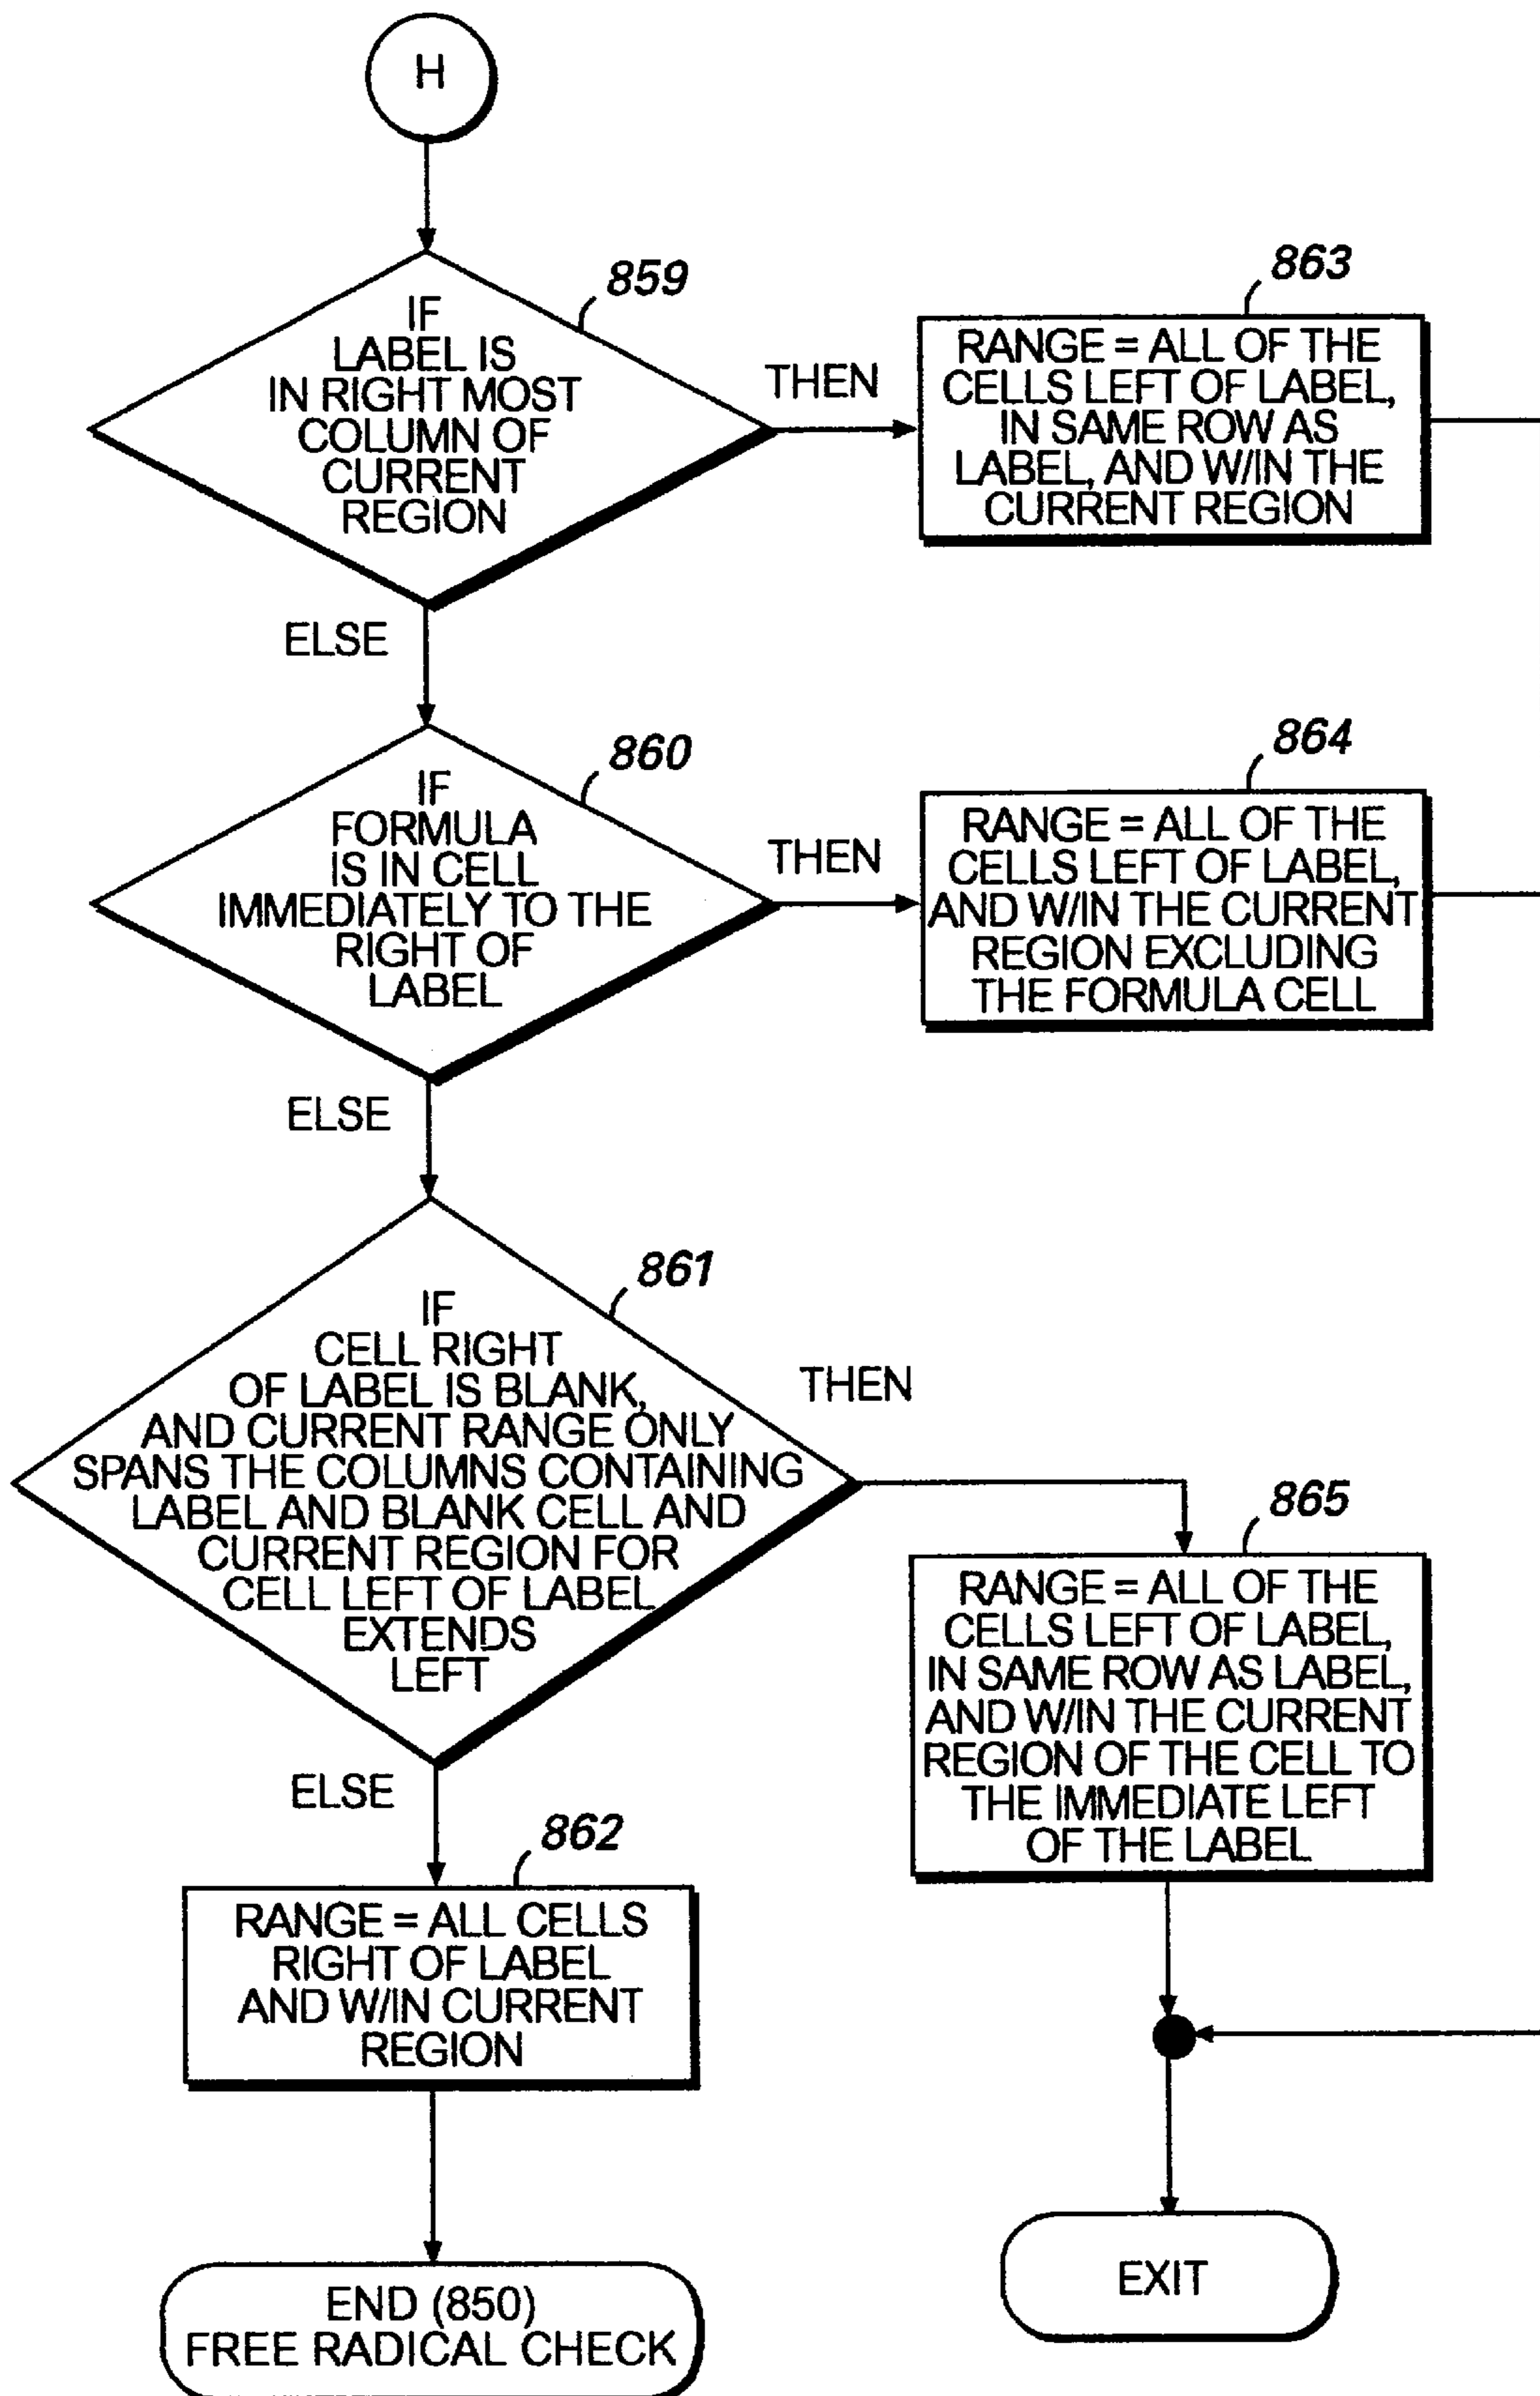 H
859
IF
LABEL IS
IN RIGHT MOST
COLUMN OF
CURRENT
REGION
THEN
863
RANGE = ALL OF THE
CELLS LEFT OF LABEL,
IN SAME ROW AS
LABEL, AND W/IN THE
CURRENT REGION
ELSE
860
IF
FORMULA
IS IN CELL
IMMEDIATELY TO THE
RIGHT OF
LABEL
THEN
864
RANGE = ALL OF THE
CELLS LEFT OF LABEL,
AND W/IN THE CURRENT
REGION EXCLUDING
THE FORMULA CELL
ELSE
861
IF
CELL RIGHT
OF LABEL IS BLANK,
AND CURRENT RANGE ONLY
SPANS THE COLUMNS CONTAINING
LABEL AND BLANK CELL AND
CURRENT REGION FOR
CELL LEFT OF LABEL
EXTENDS
LEFT
THEN
865
RANGE = ALL OF THE
CELLS LEFT OF LABEL,
IN SAME ROW AS LABEL,
AND W/IN THE CURRENT
REGION OF THE CELL TO
THE IMMEDIATE LEFT
OF THE LABEL
ELSE
862
RANGE = ALL CELLS
RIGHT OF LABEL
AND W/IN CURRENT
REGION
END (850)
FREE RADICAL CHECK
EXIT